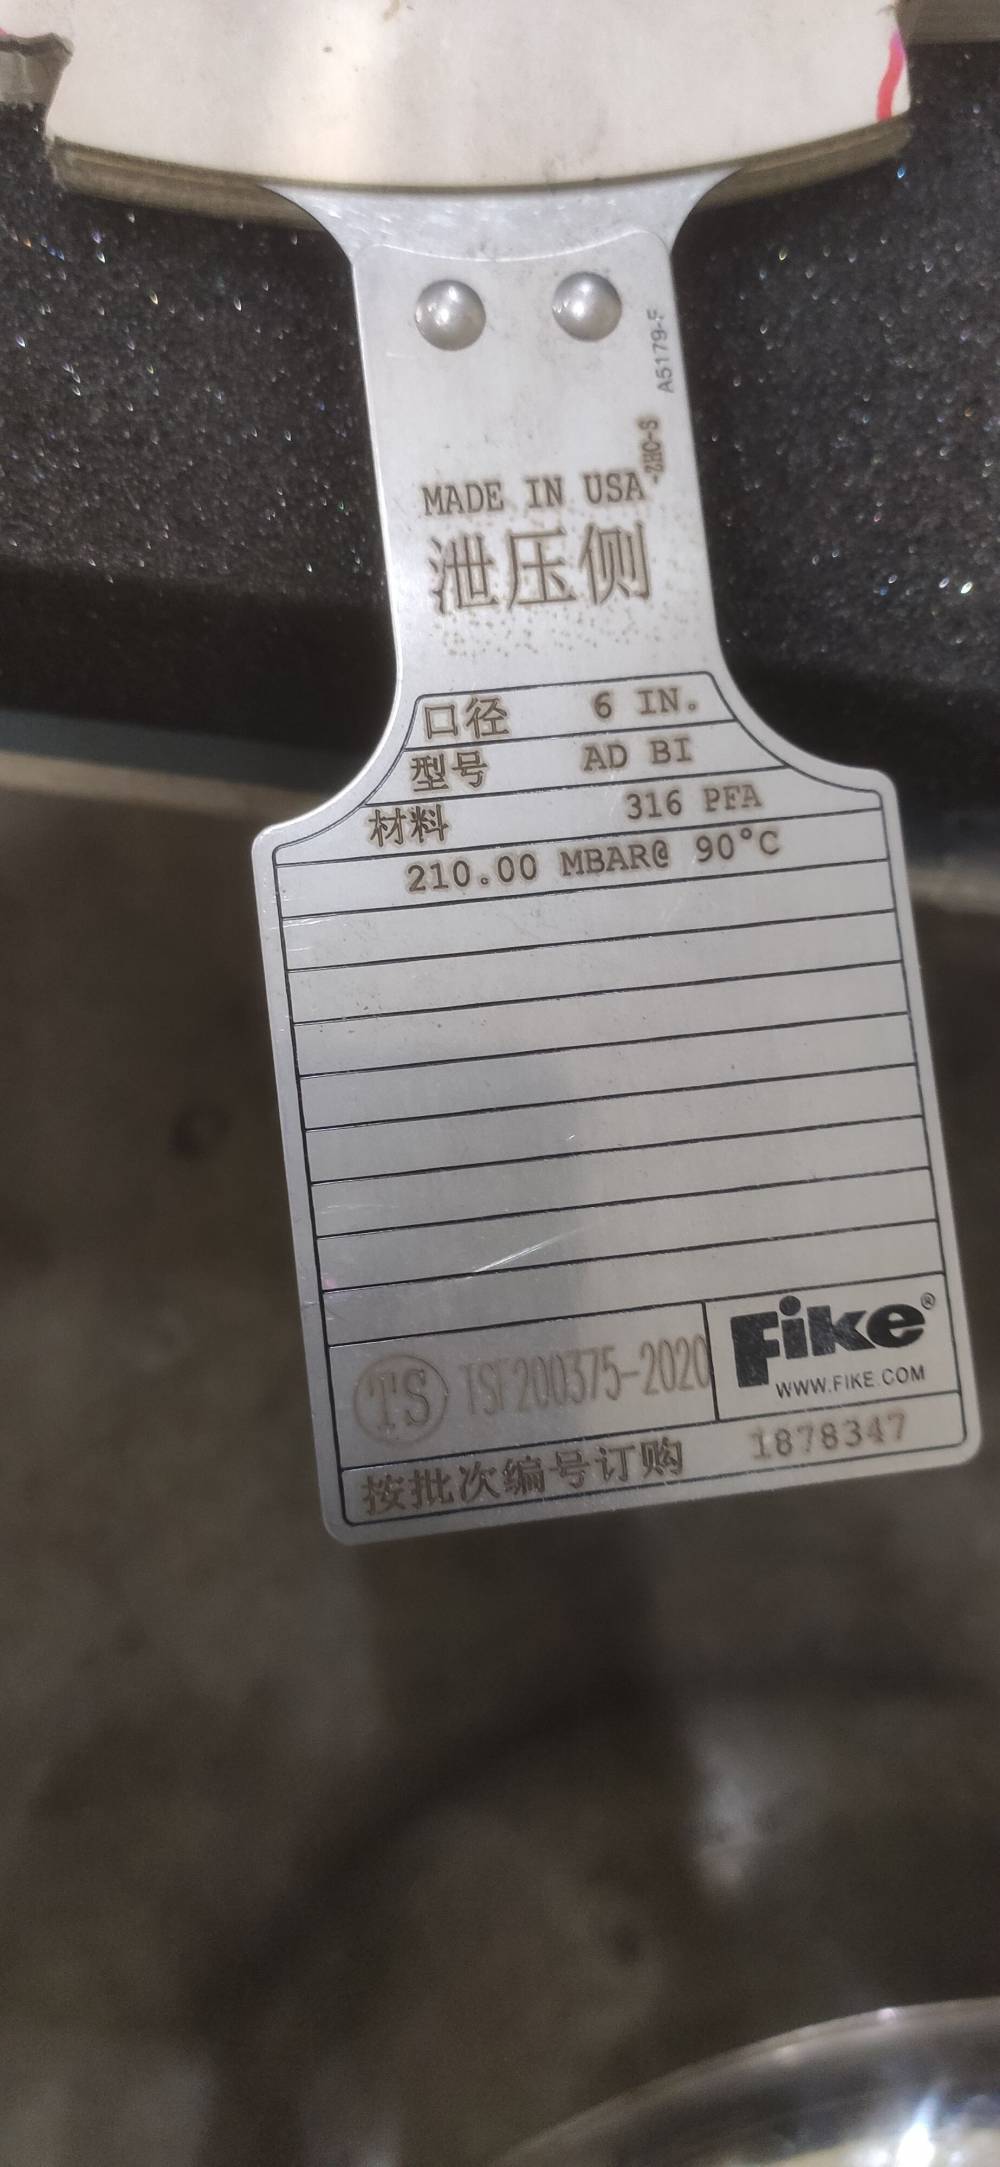 A5179-F
-ZHC-S
MADE IN USA
泄压侧
口径 6 IN.
型号 AD BI
材料 316 PFA
210.00 MBAR@ 90°C
TS TSF200375-2020
Fike®
WWW.FIKE.COM
按批次编号订购 1878347